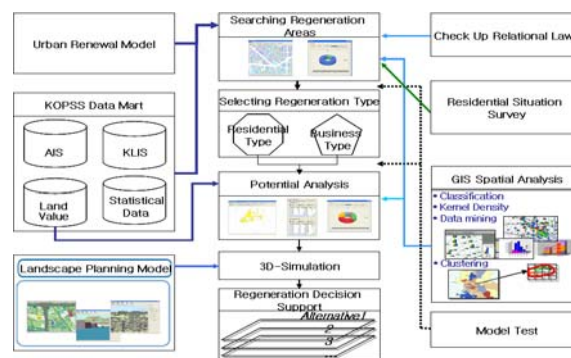 Urban Renewal Model
KOPSS Data Mart
AIS
KLIS
Land
Value
Statistical
Data
Landscape Planning Model
Searching Regeneration
Areas
Selecting Regeneration Type
Residential
Type
Business
Type
Potential Analysis
3D-Simulation
Regeneration Decision
Support
Alternative1
2
3
...
Check Up Relational Law
Residential Situation
Survey
GIS Spatial Analysis
• Classification
• Kernel Density
• Data mining
• Clustering
Model Test